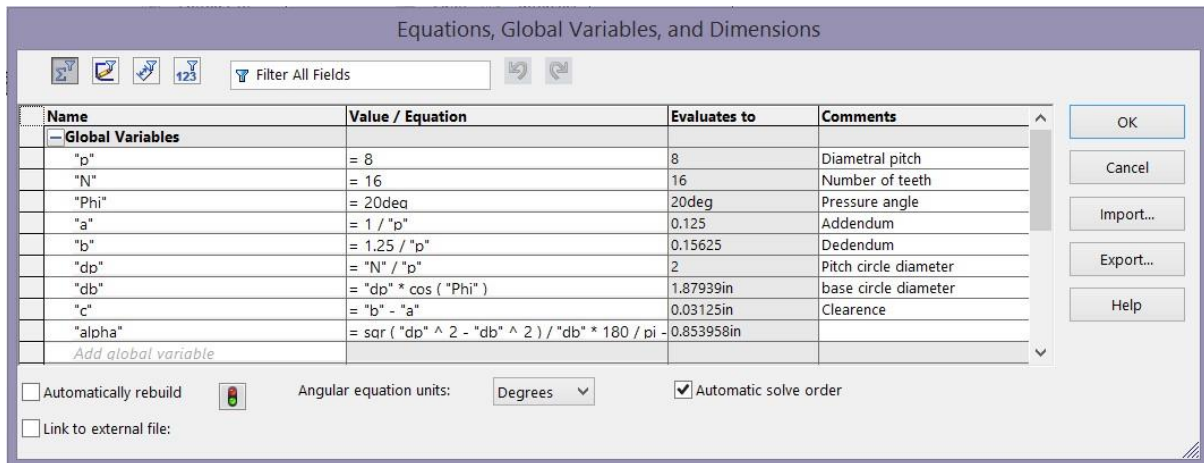 Equations, Global Variables, and Dimensions
Filter All Fields
Name Value / Equation Evaluates to Comments
Global Variables
"p" = 8 8 Diametral pitch
"N" = 16 16 Number of teeth
"Phi" = 20deg 20deg Pressure angle
"a" = 1 / "p" 0.125 Addendum
"b" = 1.25 / "p" 0.15625 Dedendum
"dp" = "N" / "p" 2 Pitch circle diameter
"db" = "dp" * cos ( "Phi" ) 1.87939in base circle diameter
"c" = "b" - "a" 0.03125in Clearence
"alpha" = sqr ( "dp" ^ 2 - "db" ^ 2 ) / "db" * 180 / pi - 0.853958in
Add global variable
OK
Cancel
Import...
Export...
Help
Automatically rebuild Angular equation units: Degrees Automatic solve order
Link to external file: